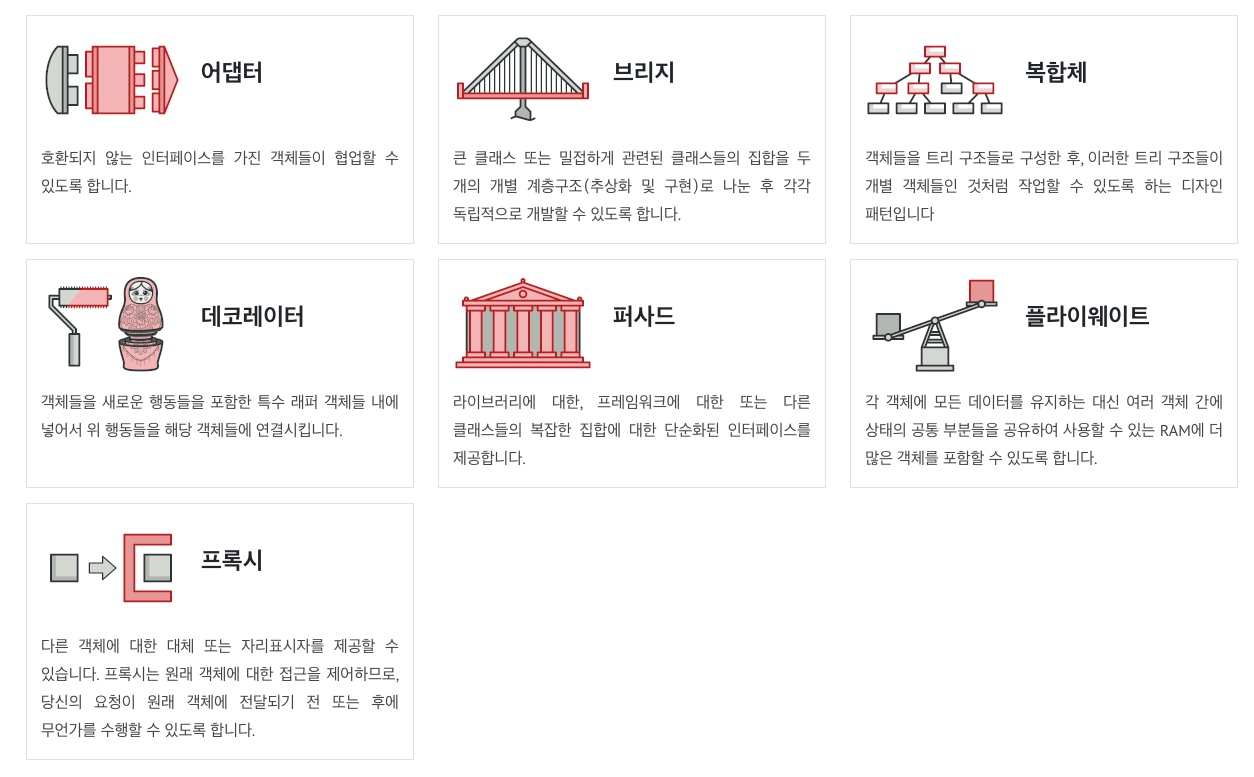 어댑터
호환되지 않는 인터페이스를 가진 객체들이 협업할 수
있도록 합니다.
브리지
큰 클래스 또는 밀접하게 관련된 클래스들의 집합을 두
개의 개별 계층구조(추상화 및 구현)로 나눈 후 각각
독립적으로 개발할 수 있도록 합니다.
복합체
객체들을 트리 구조들로 구성한 후, 이러한 트리 구조들이
개별 객체들인 것처럼 작업할 수 있도록 하는 디자인
패턴입니다
데코레이터
객체들을 새로운 행동들을 포함한 특수 래퍼 객체들 내에
넣어서 위 행동들을 해당 객체들에 연결시킵니다.
퍼사드
라이브러리에 대한, 프레임워크에 대한 또는 다른
클래스들의 복잡한 집합에 대한 단순화된 인터페이스를
제공합니다.
플라이웨이트
각 객체에 모든 데이터를 유지하는 대신 여러 객체 간에
상태의 공통 부분들을 공유하여 사용할 수 있는 RAM에 더
많은 객체를 포함할 수 있도록 합니다.
프록시
다른 객체에 대한 대체 또는 자리표시자를 제공할 수
있습니다. 프록시는 원래 객체에 대한 접근을 제어하므로,
당신의 요청이 원래 객체에 전달되기 전 또는 후에
무언가를 수행할 수 있도록 합니다.